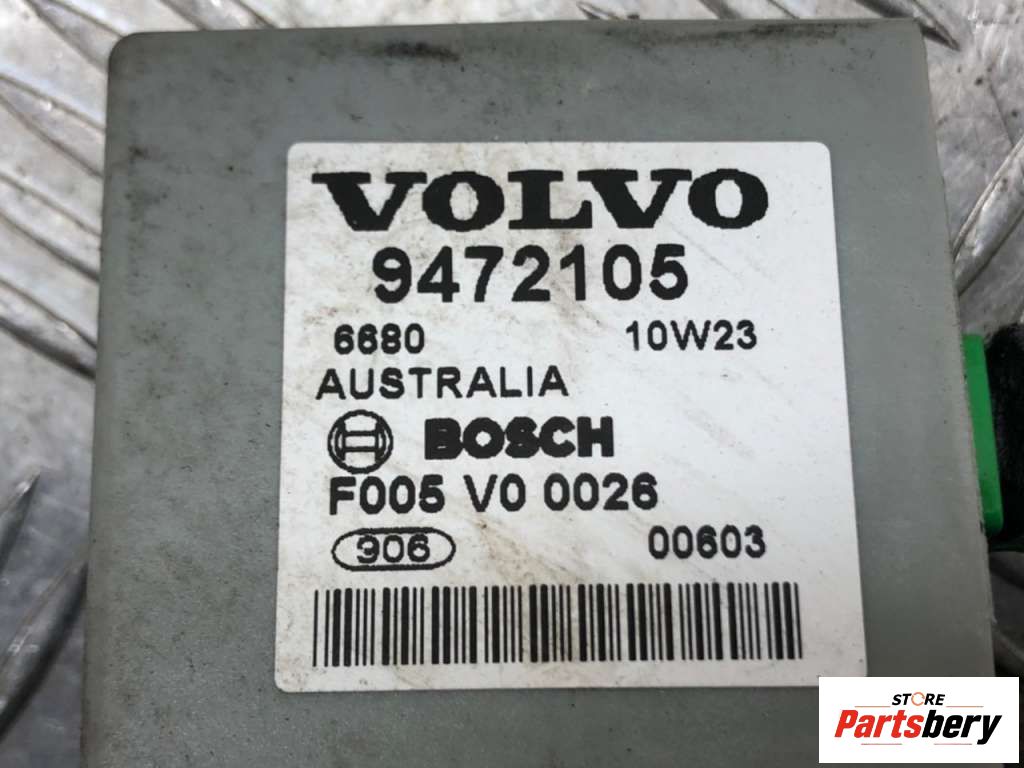 VOLVO
9472105
6680 10W23
AUSTRALIA
BOSCH
F005 V0 0026
906 00603
STORE
Partsbery